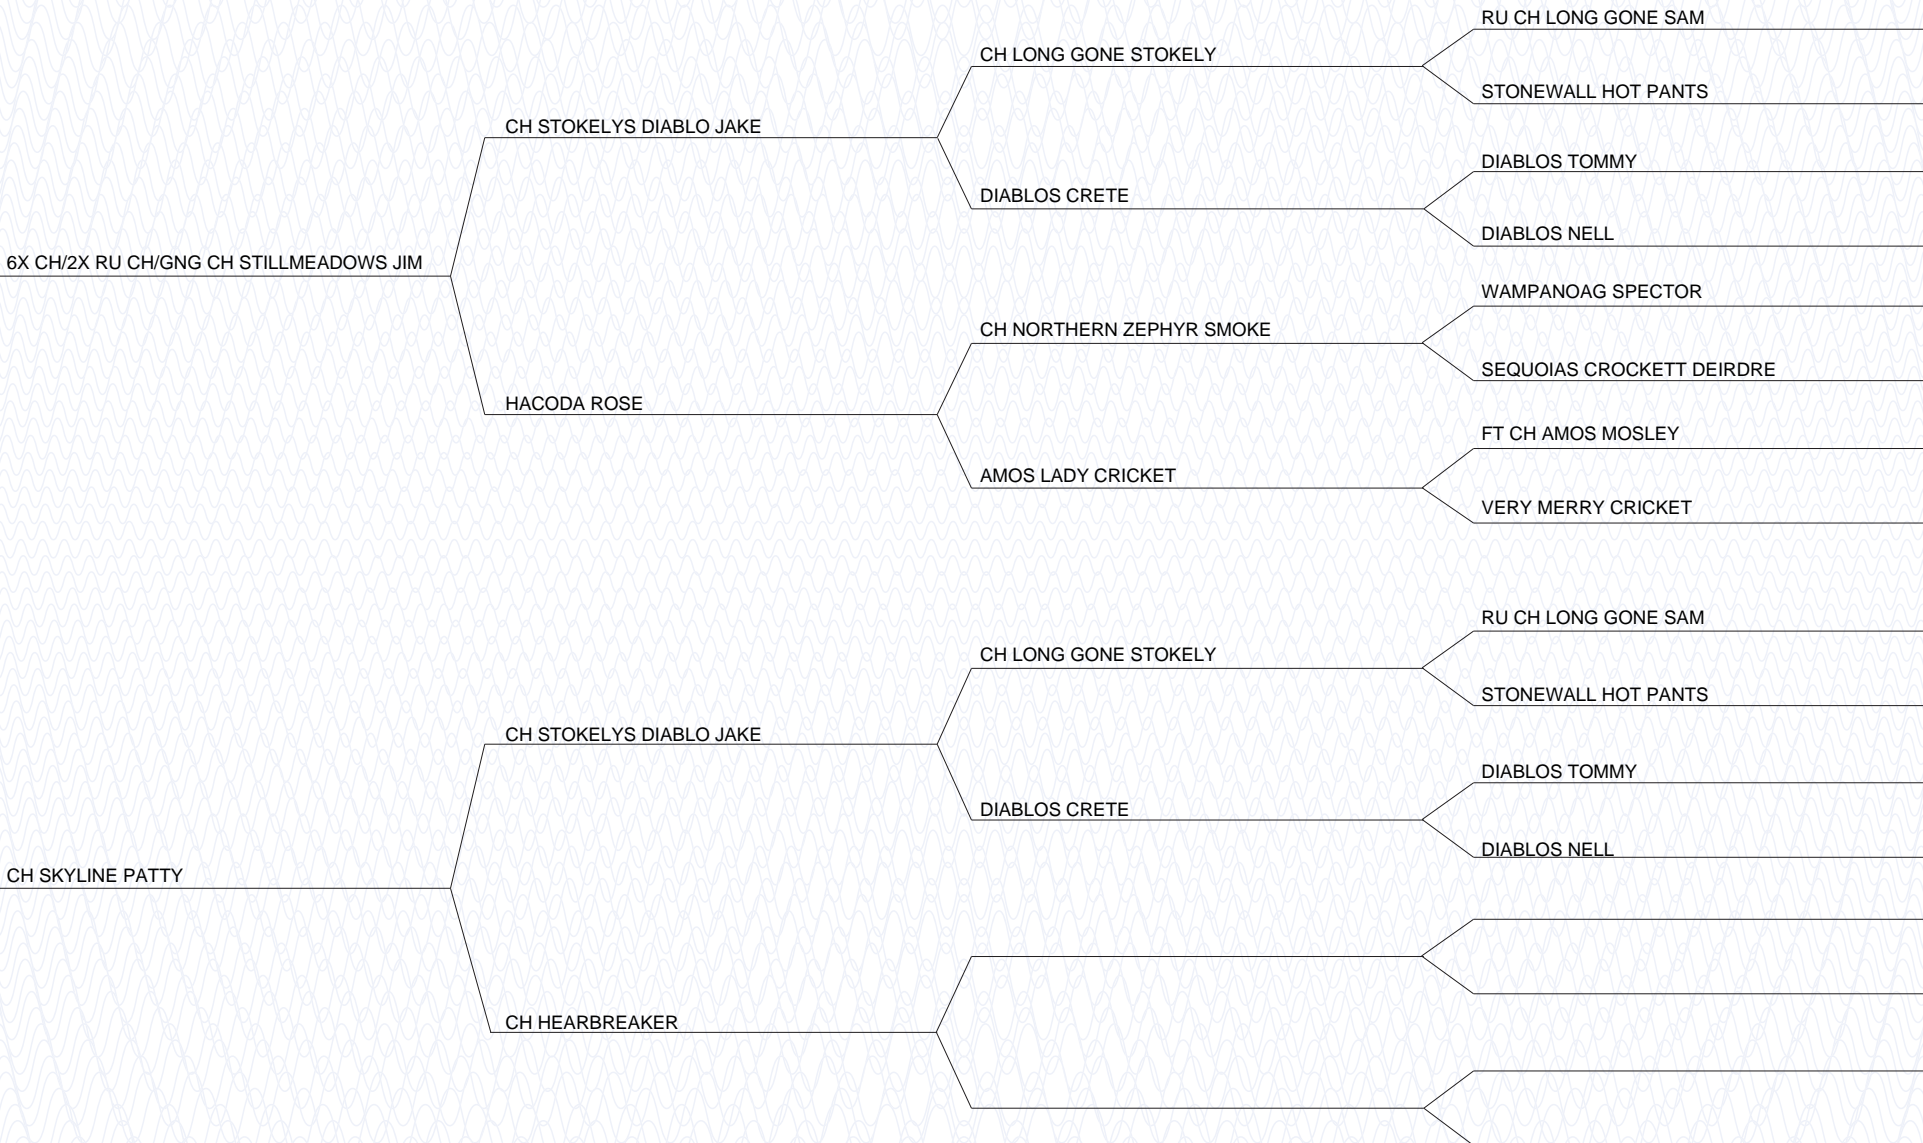 RU CH LONG GONE SAM
CH LONG GONE STOKELY
STONEWALL HOT PANTS
CH STOKELYS DIABLO JAKE
DIABLOS TOMMY
DIABLOS CRETE
DIABLOS NELL
6X CH/2X RU CH/GNG CH STILLMEADOWS JIM
WAMPANOAG SPECTOR
CH NORTHERN ZEPHYR SMOKE
SEQUOIAS CROCKETT DEIRDRE
HACODA ROSE
FT CH AMOS MOSLEY
AMOS LADY CRICKET
VERY MERRY CRICKET
RU CH LONG GONE SAM
CH LONG GONE STOKELY
STONEWALL HOT PANTS
CH STOKELYS DIABLO JAKE
DIABLOS TOMMY
DIABLOS CRETE
DIABLOS NELL
CH SKYLINE PATTY
CH HEARBREAKER